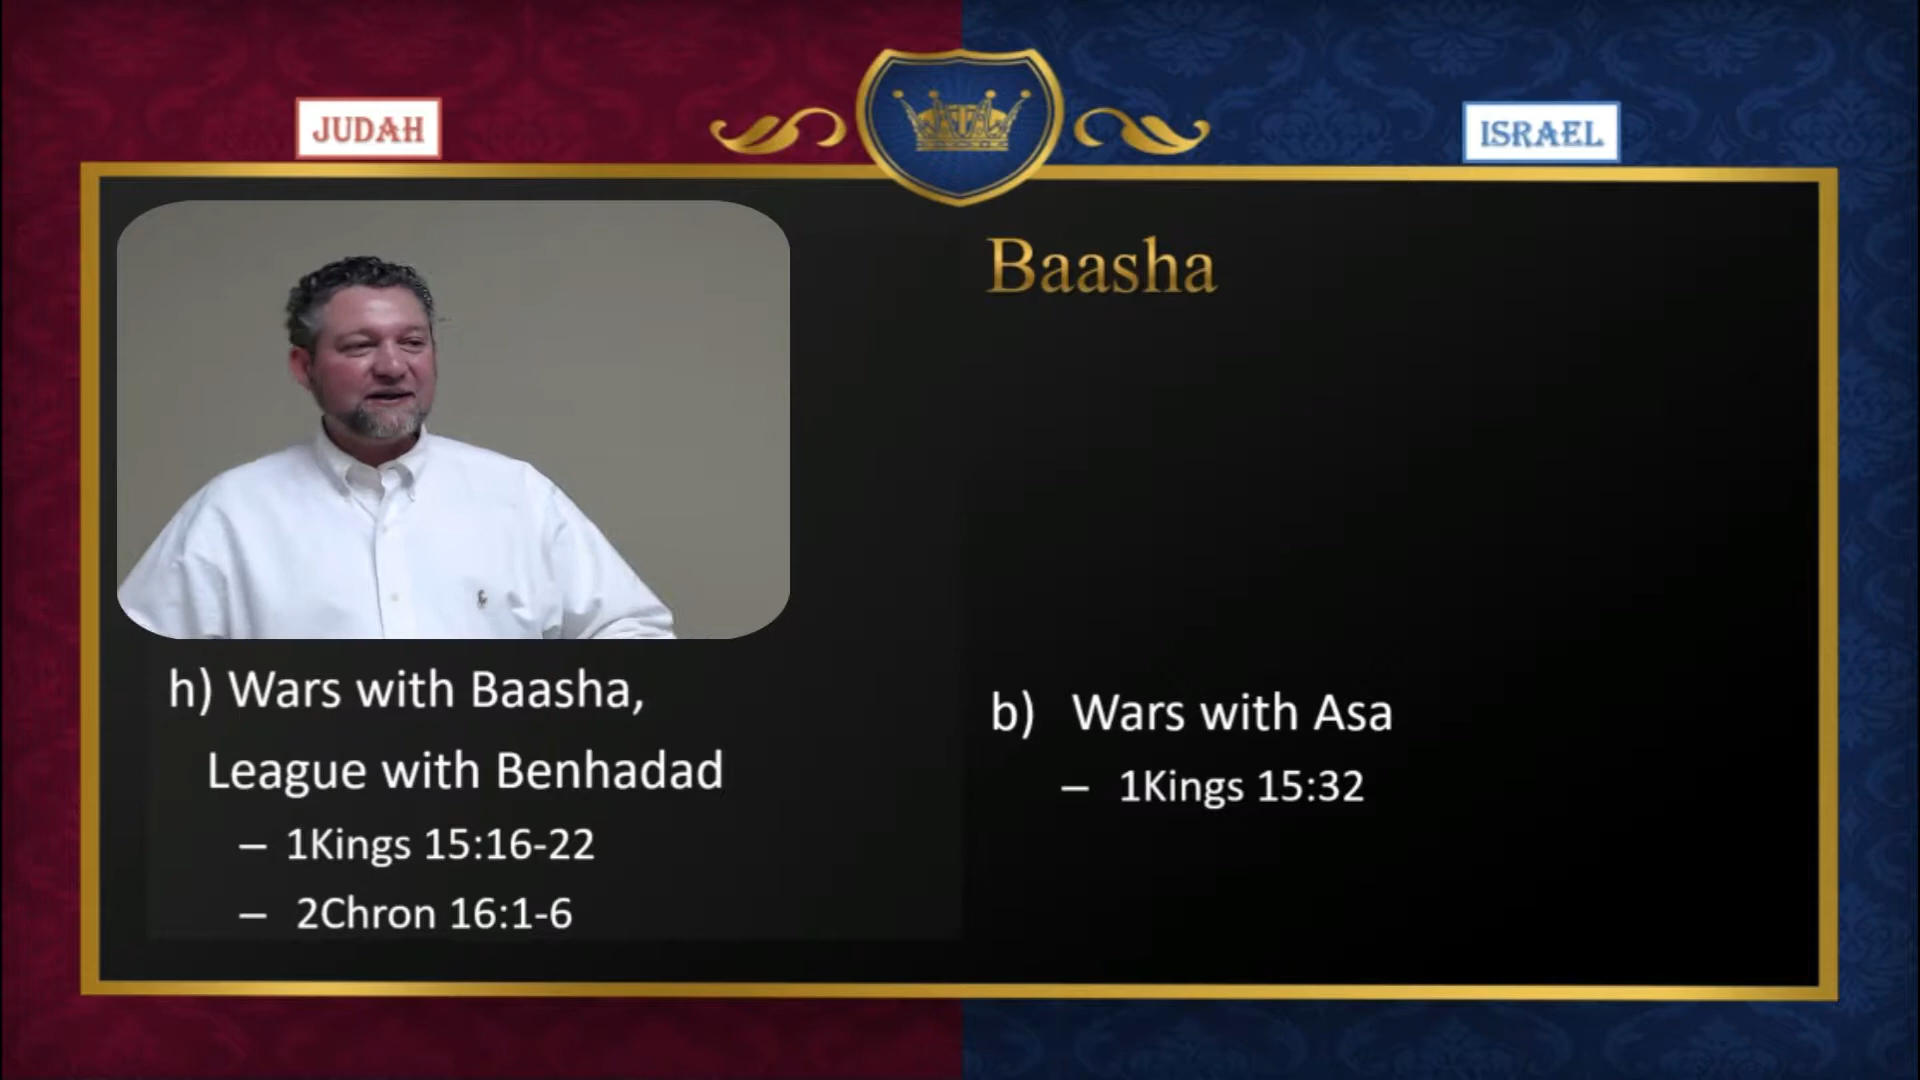 JUDAH
ISRAEL
Baasha
h) Wars with Baasha,
League with Benhadad
– 1Kings 15:16-22
– 2Chron 16:1-6
b) Wars with Asa
– 1Kings 15:32